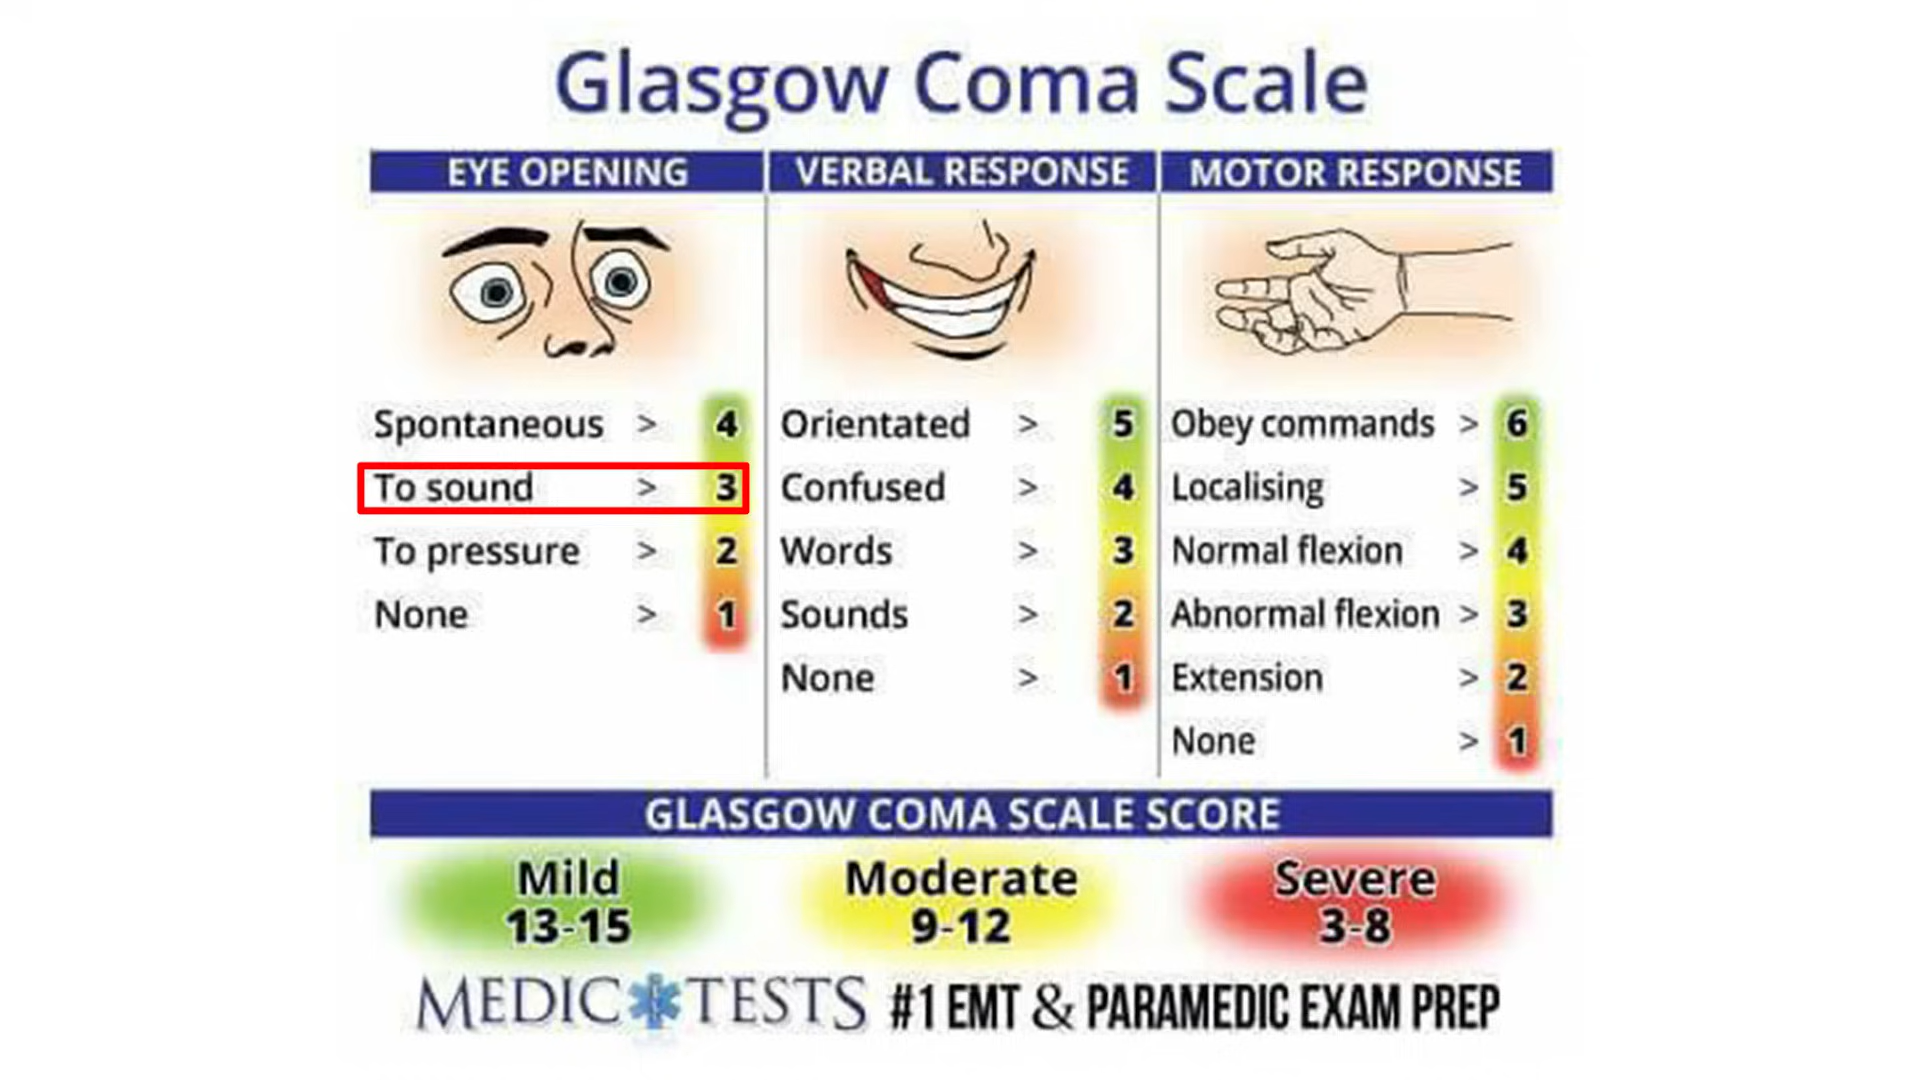 Glasgow Coma Scale
EYE OPENING
Spontaneous > 4
To sound > 3
To pressure > 2
None > 1
VERBAL RESPONSE
Orientated > 5
Confused > 4
Words > 3
Sounds > 2
None > 1
MOTOR RESPONSE
Obey commands > 6
Localising > 5
Normal flexion > 4
Abnormal flexion > 3
Extension > 2
None > 1
GLASGOW COMA SCALE SCORE
Mild
13-15
Moderate
9-12
Severe
3-8
MEDIC TESTS #1 EMT & PARAMEDIC EXAM PREP